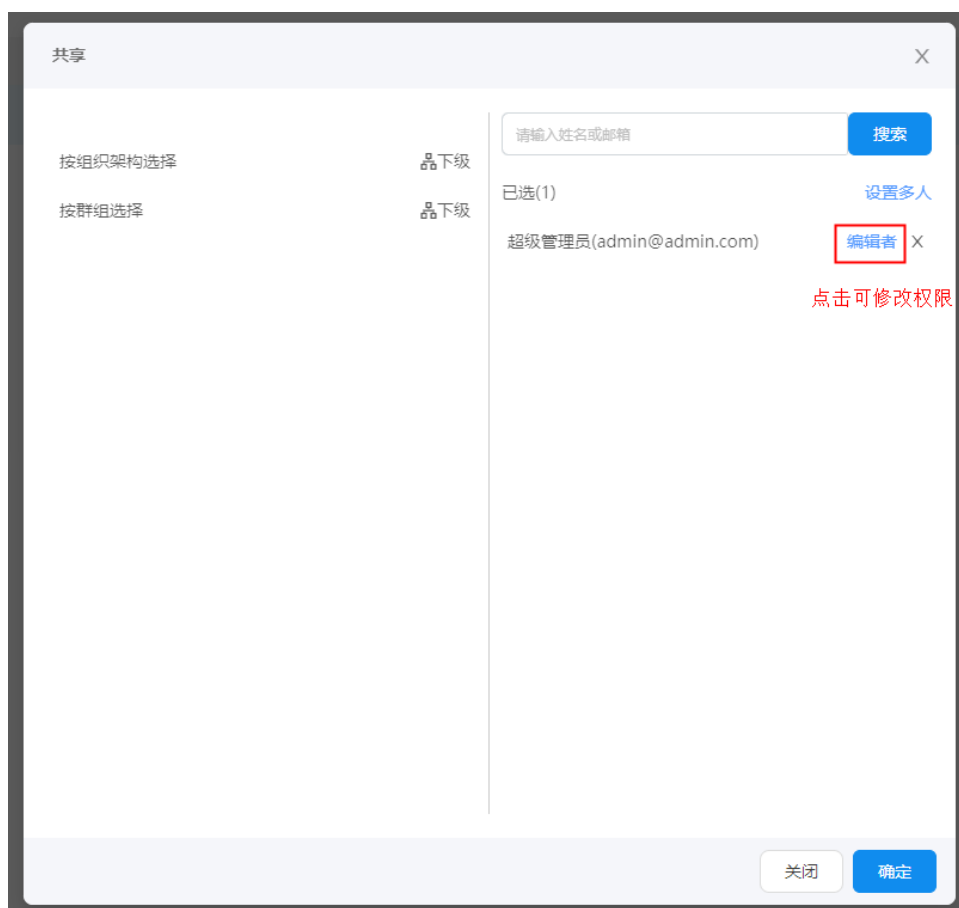 共享 X
按组织架构选择 品下级
按群组选择 品下级
请输入姓名或邮箱 搜索
已选(1) 设置多人
超级管理员(admin@admin.com) 编辑者 X
点击可修改权限
关闭 确定